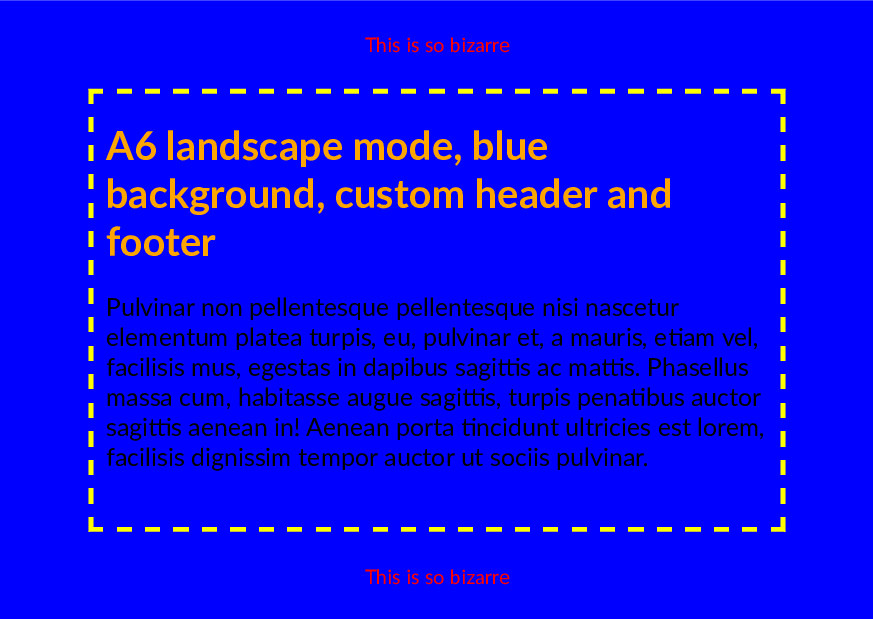 This is so bizarre
A6 landscape mode, blue
background, custom header and
footer
Pulvinar non pellentesque pellentesque nisi nascetur
elementum platea turpis, eu, pulvinar et, a mauris, etiam vel,
facilisis mus, egestas in dapibus sagittis ac mattis. Phasellus
massa cum, habitasse augue sagittis, turpis penatibus auctor
sagittis aenean in! Aenean porta tincidunt ultricies est lorem,
facilisis dignissim tempor auctor ut sociis pulvinar.
This is so bizarre